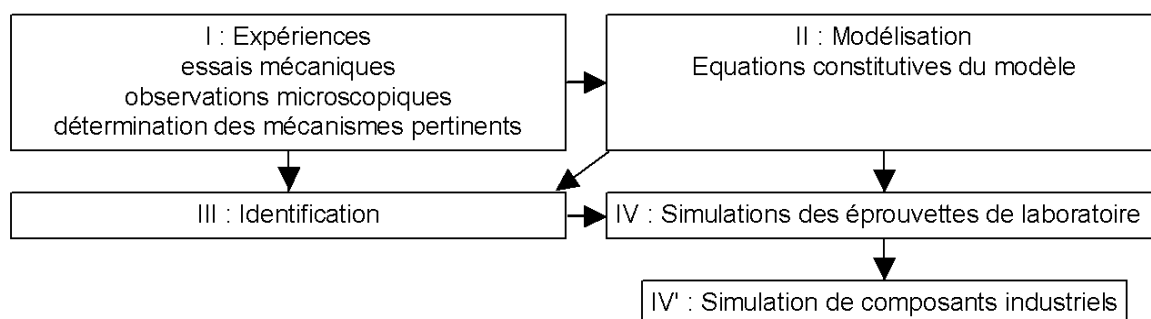 I : Expériences
essais mécaniques
observations microscopiques
détermination des mécanismes pertinents
II : Modélisation
Equations constitutives du modèle
III : Identification
IV : Simulations des éprouvettes de laboratoire
IV' : Simulation de composants industriels